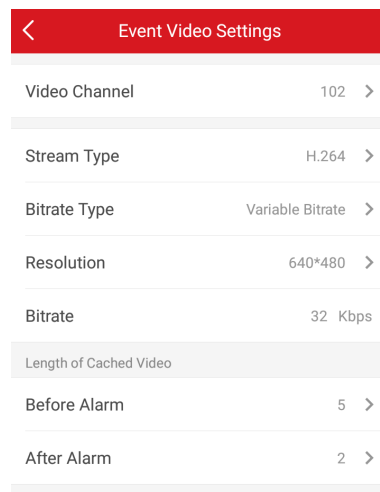 Event Video Settings
Video Channel 102
Stream Type H.264
Bitrate Type Variable Bitrate
Resolution 640*480
Bitrate 32 Kbps
Length of Cached Video
Before Alarm 5
After Alarm 2